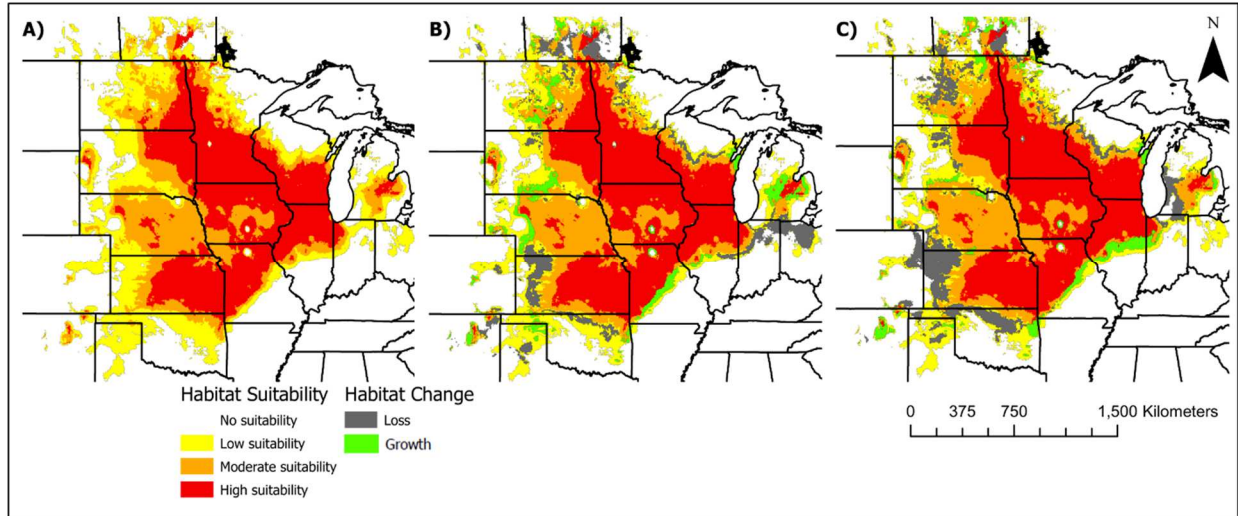 A)
B)
C)
N
Habitat Suitability
No suitability
Low suitability
Moderate suitability
High suitability
Habitat Change
Loss
Growth
0 375 750 1,500 Kilometers